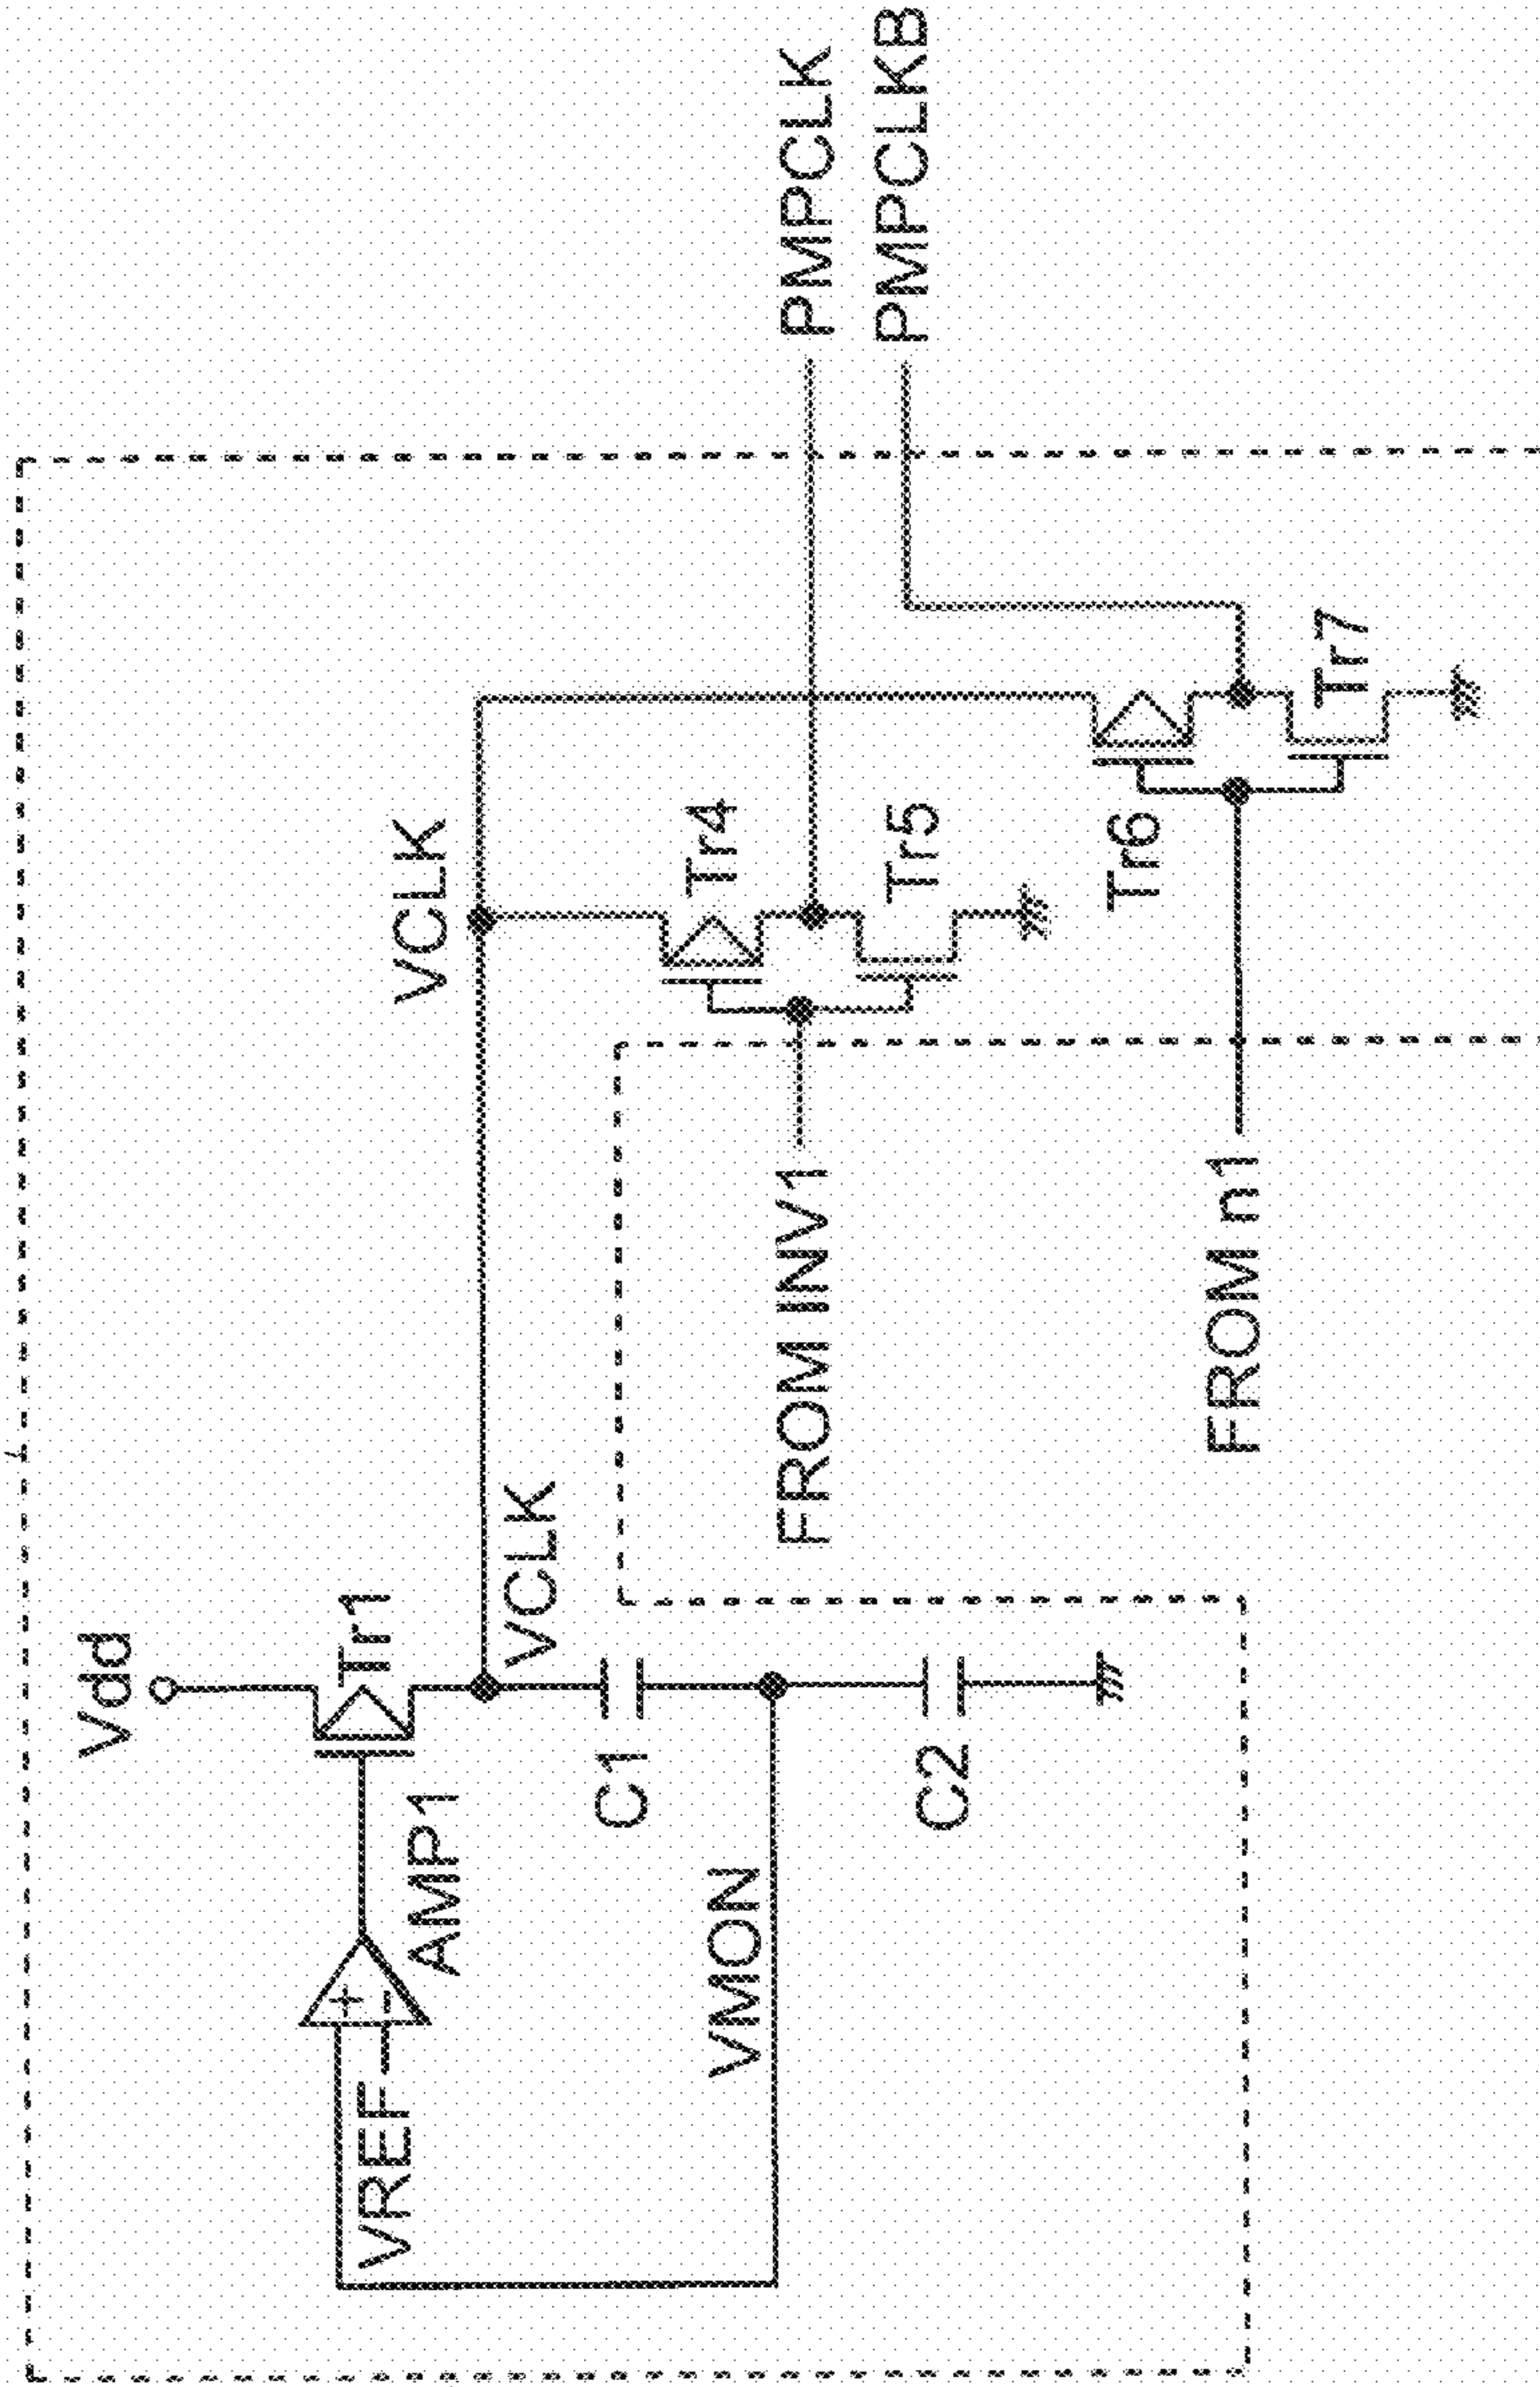 Vdd
Tr1
AMP1
+
-
VREF
VCLK
C1
VMON
C2
VCLK
Tr4
Tr5
FROM INV1
PMPCLK
PMPCLKB
Tr6
Tr7
FROM n1